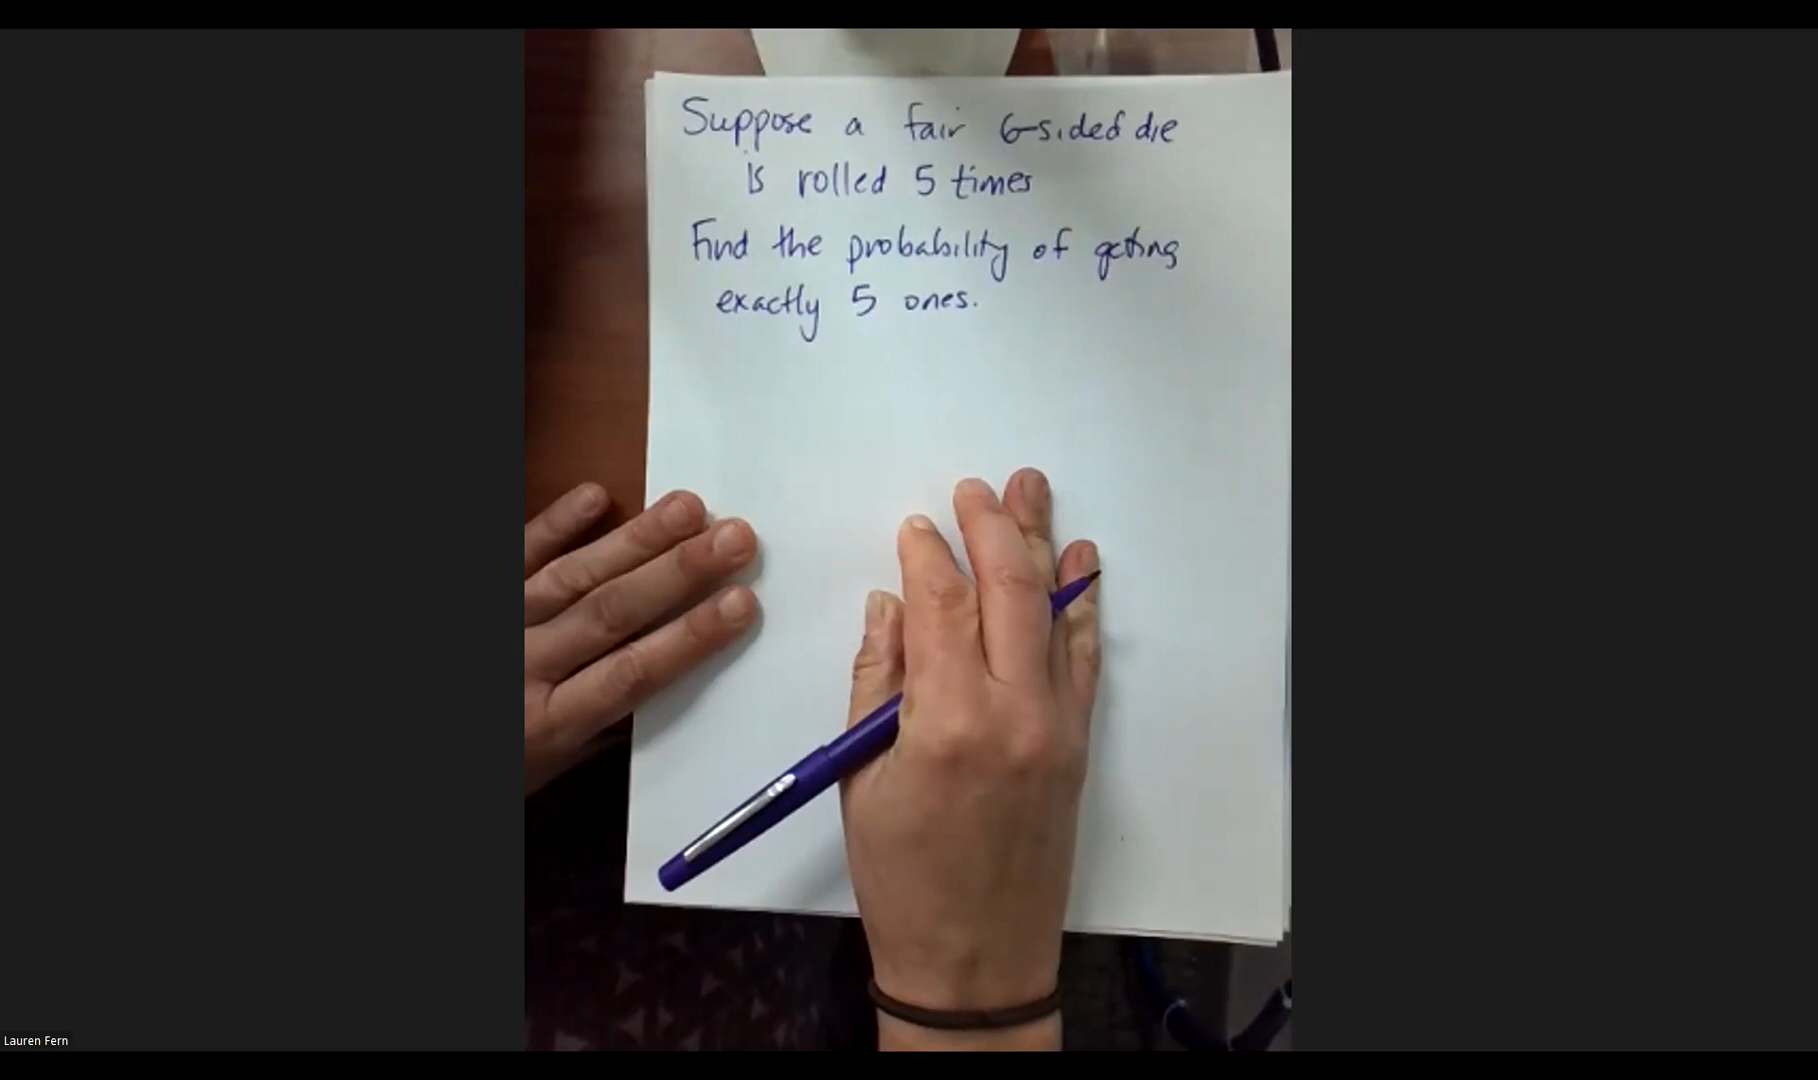 Suppose a fair 6-sided die
is rolled 5 times
Find the probability of getting
exactly 5 ones.
Lauren Fern